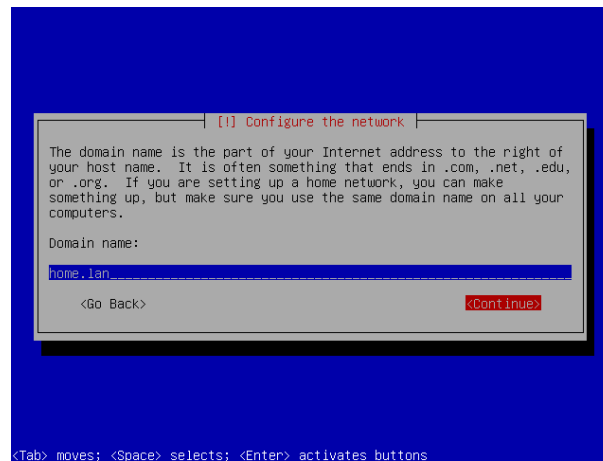 [!] Configure the network
The domain name is the part of your Internet address to the right of
your host name.  It is often something that ends in .com, .net, .edu,
or .org.  If you are setting up a home network, you can make
something up, but make sure you use the same domain name on all your
computers.
Domain name:
home.lan
<Go Back> <Continue>
<Tab> moves; <Space> selects; <Enter> activates buttons